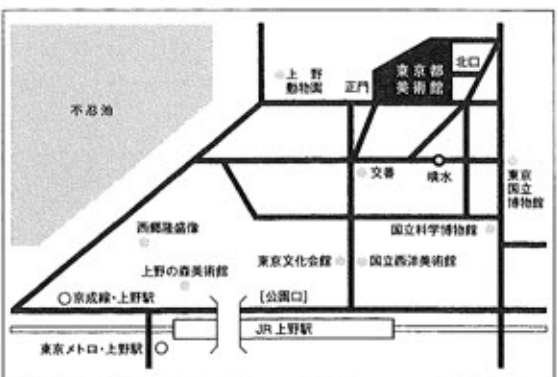 北口
東京都
美術館
上野
動物園
正門
不忍池
交番
噴水
東京
国立
博物館
西郷隆盛像
国立科学博物館
上野の森美術館
東京文化会館
国立西洋美術館
京成線・上野駅
[公園口]
JR上野駅
東京メトロ・上野駅